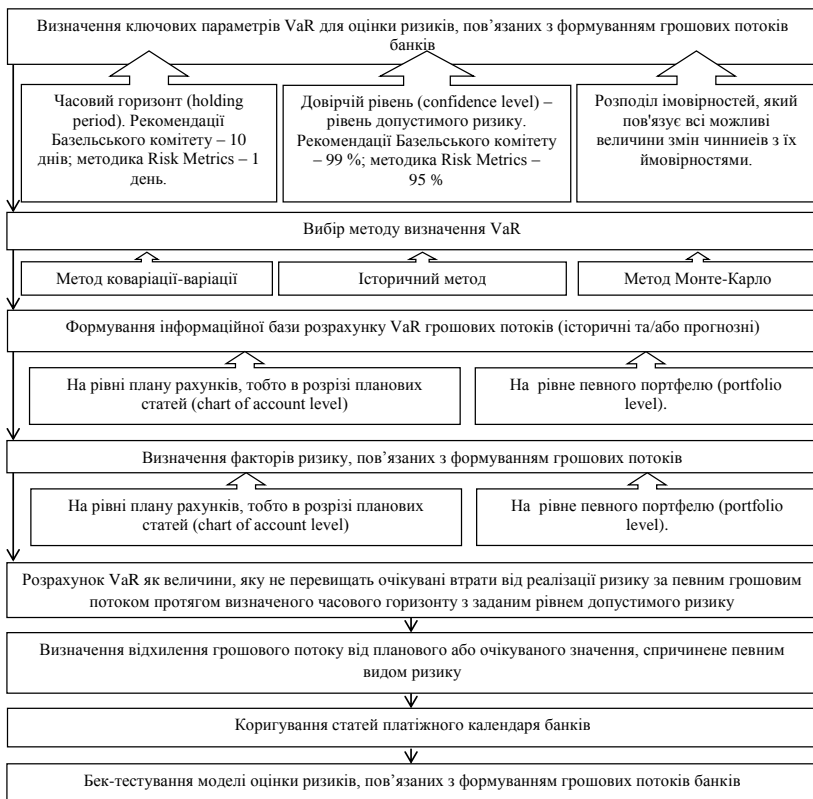 Визначення ключових параметрів VaR для оцінки ризиків, пов’язаних з формуванням грошових потоків
банків
Часовий горизонт (holding
period). Рекомендації
Базельського комітету – 10
днів; методика Risk Metrics – 1
день.
Довірчій рівень (confidence level) –
рівень допустимого ризику.
Рекомендації Базельського комітету
– 99 %; методика Risk Metrics –
95 %
Розподіл імовірностей, який
пов'язує всі можливі
величини змін чинниеів з їх
ймовірностями.
Вибір методу визначення VaR
Метод коваріації-варіації
Історичний метод
Метод Монте-Карло
Формування інформаційної бази розрахунку VaR грошових потоків (історичні та/або прогнозні)
На рівні плану рахунків, тобто в розрізі планових
статей (chart of account level)
На рівне певного портфелю (portfolio
level).
Визначення факторів ризику, пов’язаних з формуванням грошових потоків
На рівні плану рахунків, тобто в розрізі планових
статей (chart of account level)
На рівне певного портфелю (portfolio
level).
Розрахунок VaR як величини, яку не перевищать очікувані втрати від реалізації ризику за певним грошовим
потоком протягом визначеного часового горизонту з заданим рівнем допустимого ризику
Визначення відхилення грошового потоку від планового або очікуваного значення, спричинене певним
видом ризику
Коригування статей платіжного календаря банків
Бек-тестування моделі оцінки ризиків, пов’язаних з формуванням грошових потоків банків